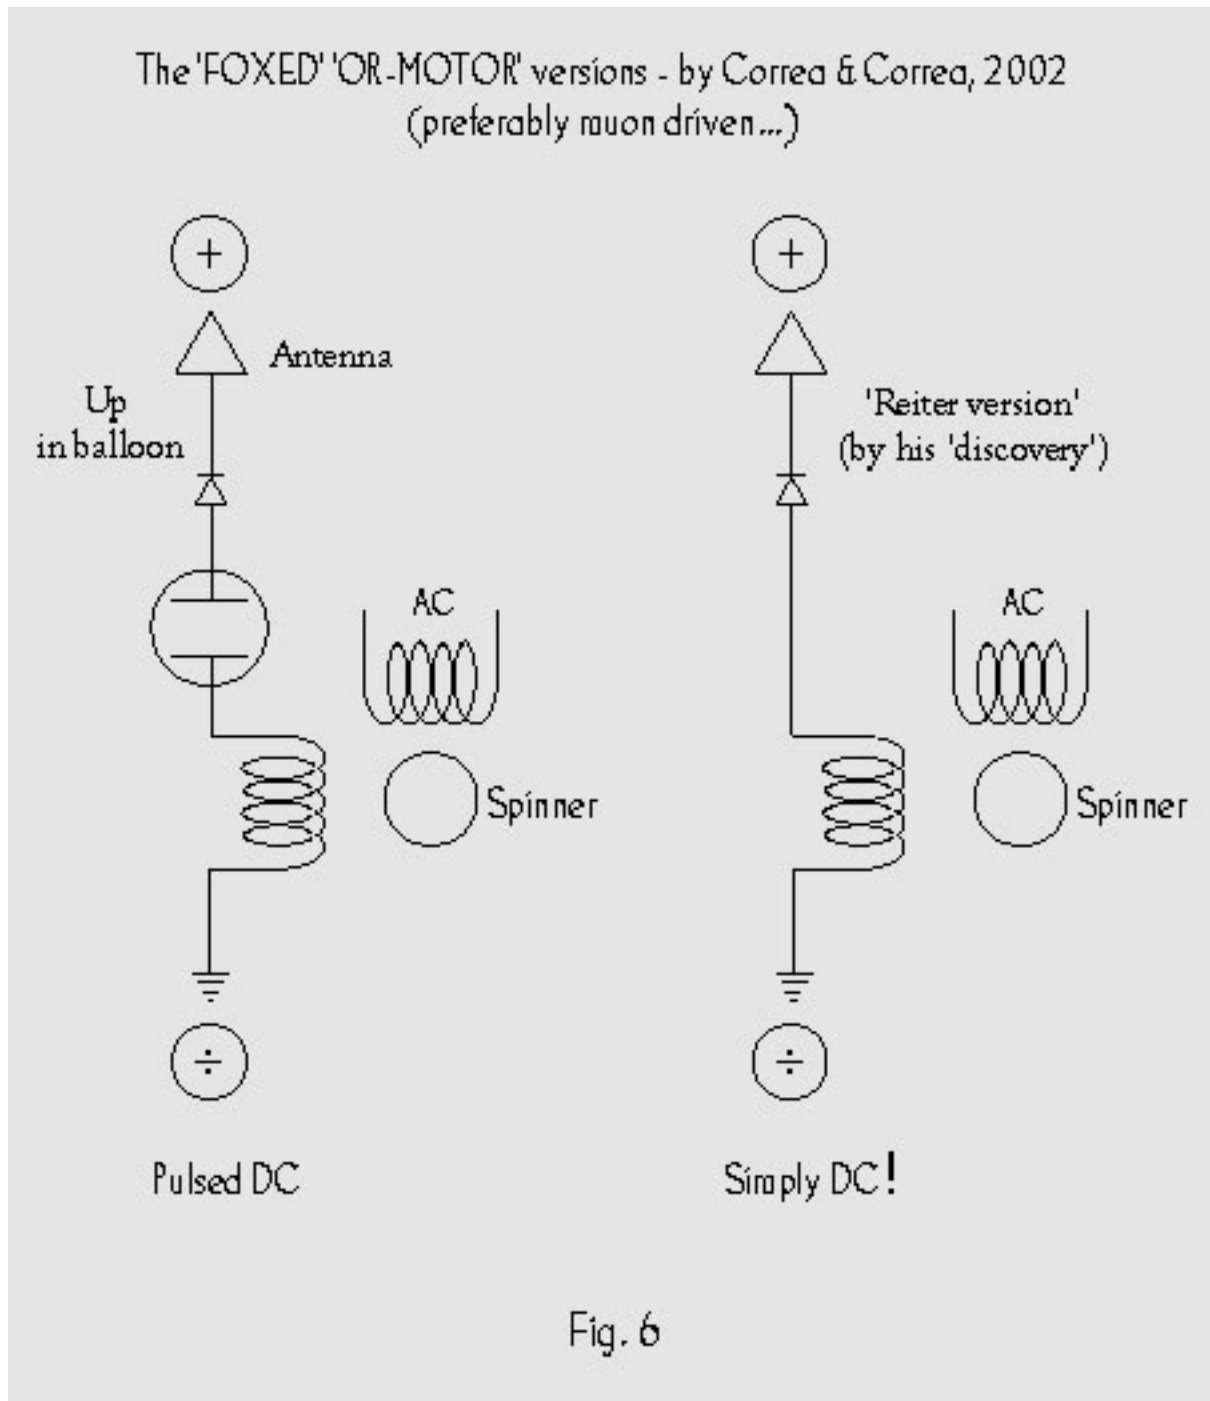 The 'FOXED' 'OR-MOTOR' versions - by Correa & Correa, 2002
(preferably muon driven...)
+
+
Antenna
Up
in balloon
'Reiter version'
(by his 'discovery')
AC
AC
Spinner
Spinner
÷
÷
Pulsed DC
Simply DC!
Fig. 6